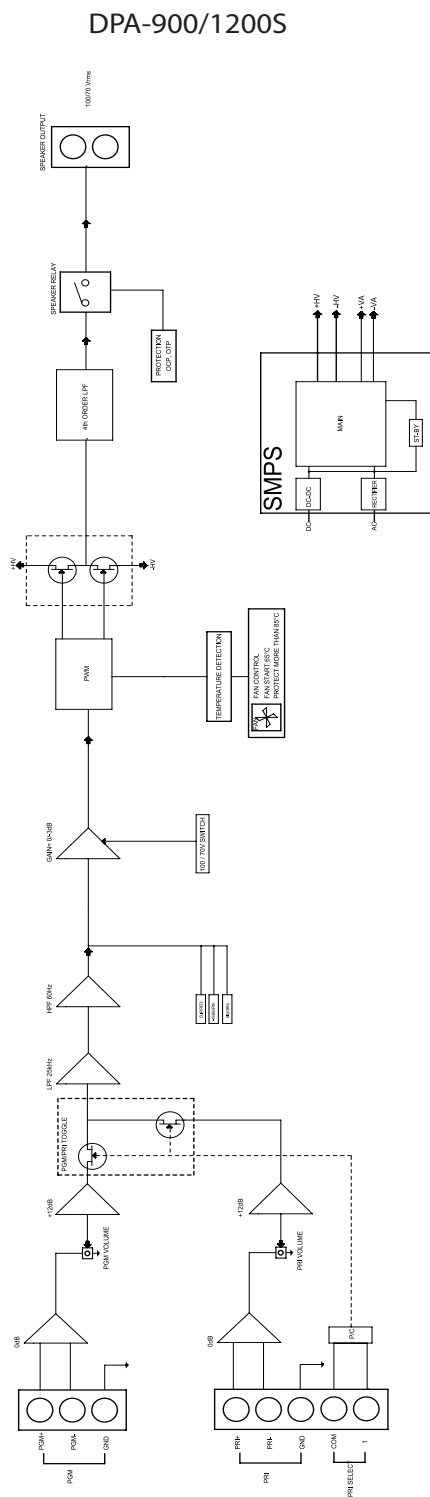 DPA-900/1200S
100/70 Vrms
SPEAKER OUTPUT
SPEAKER RELAY
PROTECTION
OCP, OTP
4th ORDER LPF
+HV
-HV
PWM
TEMPERATURE DETECTION
FAN
FAN CONTROL
FAN START 65°C
PROTECT MORE THAN 85°C
GAIN= 0/-3dB
100 / 70V SWITCH
HPF 60Hz
LPF 25kHz
PGM/PRI TOGGLE
+12dB
PGM VOLUME
0dB
PGM+
PGM-
GND
PGM
+12dB
PRI VOLUME
0dB
PRI+
PRI-
GND
PRI
COM
1
PRI SELECT
P/C
SMPS
DC
DC-DC
AC
RECTIFIER
MAIN
ST-BY
+HV
-HV
+VA
-VA